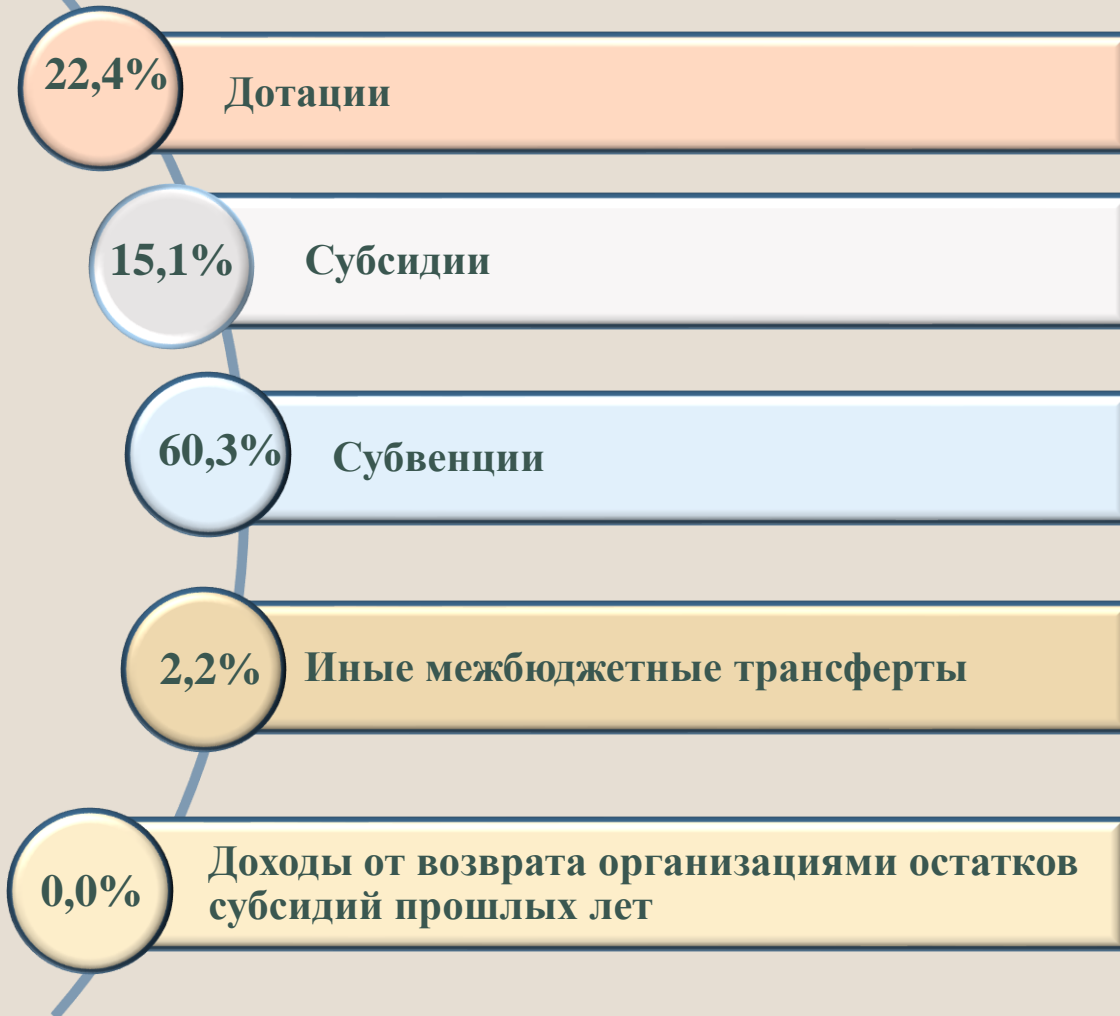 22,4% Дотации
15,1% Субсидии
60,3% Субвенции
2,2% Иные межбюджетные трансферты
0,0% Доходы от возврата организациями остатков
субсидий прошлых лет